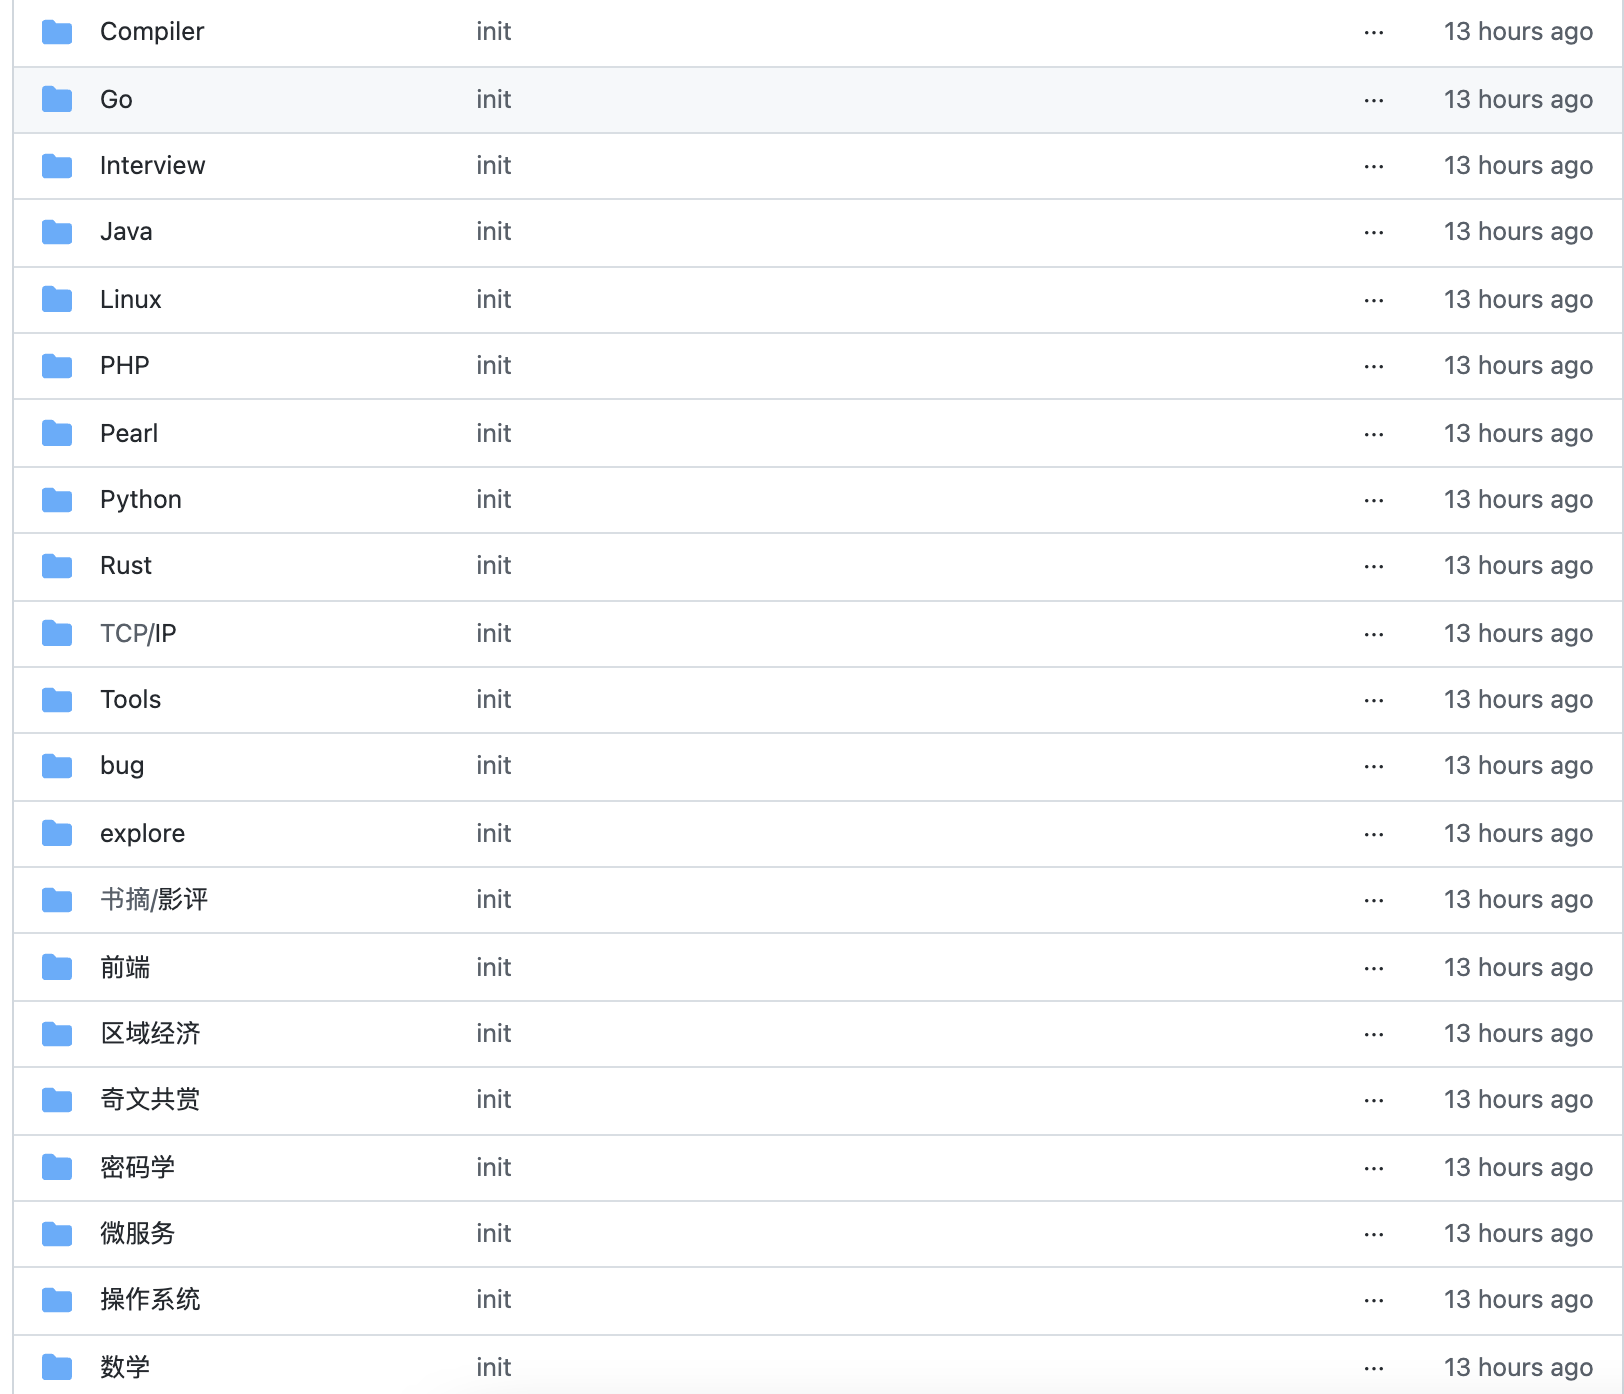 Compiler init ... 13 hours ago
Go init ... 13 hours ago
Interview init ... 13 hours ago
Java init ... 13 hours ago
Linux init ... 13 hours ago
PHP init ... 13 hours ago
Pearl init ... 13 hours ago
Python init ... 13 hours ago
Rust init ... 13 hours ago
TCP/IP init ... 13 hours ago
Tools init ... 13 hours ago
bug init ... 13 hours ago
explore init ... 13 hours ago
书摘/影评 init ... 13 hours ago
前端 init ... 13 hours ago
区域经济 init ... 13 hours ago
奇文共赏 init ... 13 hours ago
密码学 init ... 13 hours ago
微服务 init ... 13 hours ago
操作系统 init ... 13 hours ago
数学 init ... 13 hours ago